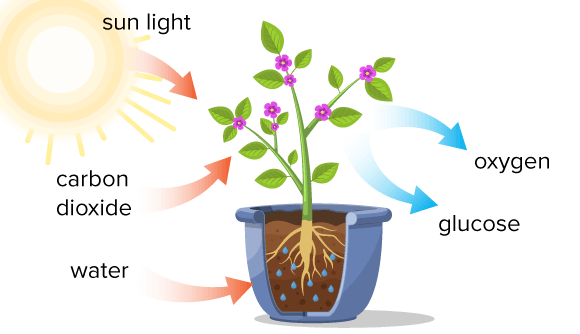 sun light
carbon
dioxide
water
oxygen
glucose